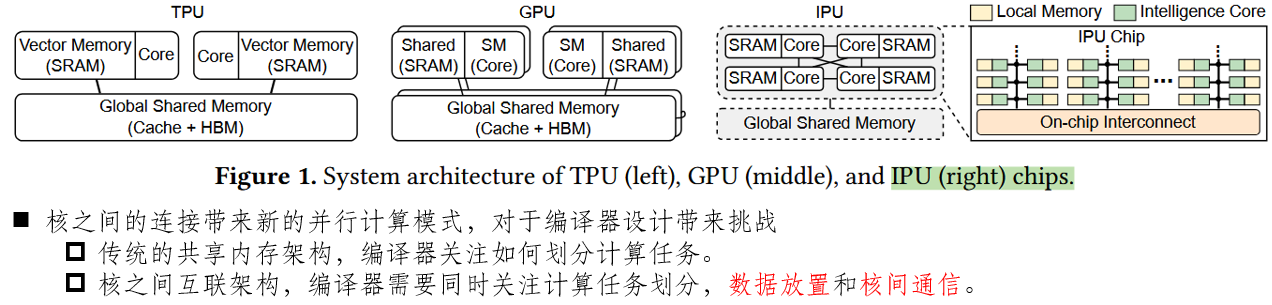 TPU
Vector Memory (SRAM)
Core
Core
Vector Memory (SRAM)
Global Shared Memory
(Cache + HBM)
GPU
Shared (SRAM)
SM (Core)
SM (Core)
Shared (SRAM)
Global Shared Memory
(Cache + HBM)
IPU
SRAM Core Core SRAM
SRAM Core Core SRAM
Global Shared Memory
Local Memory
Intelligence Core
IPU Chip
...
On-chip Interconnect
Figure 1. System architecture of TPU (left), GPU (middle), and IPU (right) chips.
核之间的连接带来新的并行计算模式，对于编译器设计带来挑战
传统的共享内存架构，编译器关注如何划分计算任务。
核之间互联架构，编译器需要同时关注计算任务划分，数据放置和核间通信。